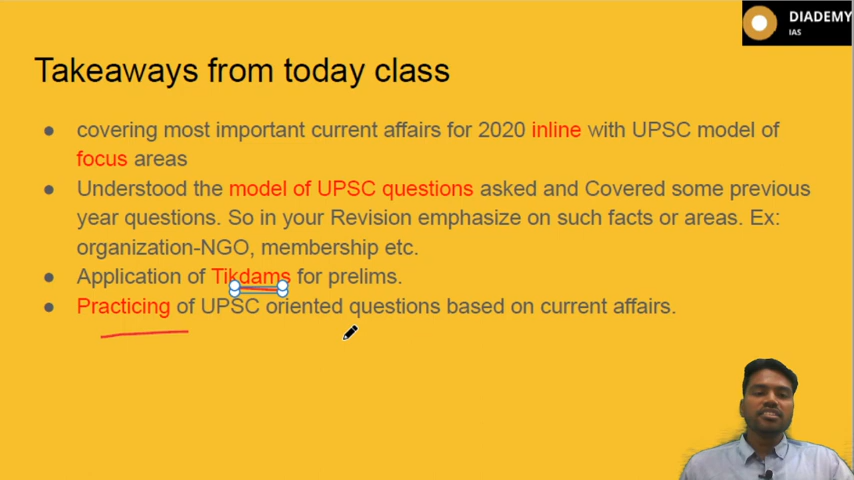 DIADEMY
IAS
Takeaways from today class
● covering most important current affairs for 2020 inline with UPSC model of
focus areas
● Understood the model of UPSC questions asked and Covered some previous
year questions. So in your Revision emphasize on such facts or areas. Ex:
organization-NGO, membership etc.
● Application of Tikdams for prelims.
● Practicing of UPSC oriented questions based on current affairs.